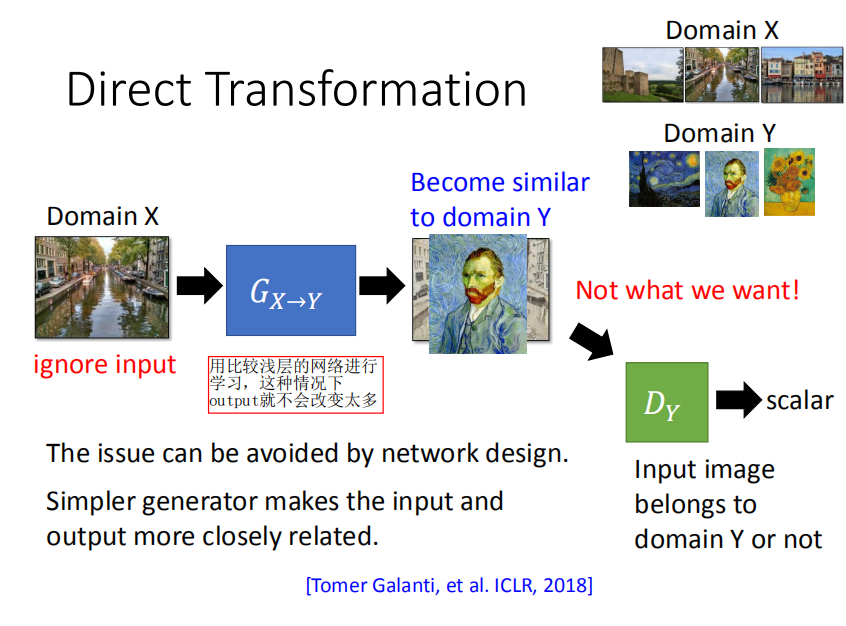 Direct Transformation
Domain X
Domain Y
Domain X
Become similar
to domain Y
G X→Y
Not what we want!
ignore input
用比较浅层的网络进行
学习，这种情况下
output就不会改变太多
D Y
scalar
The issue can be avoided by network design.
Simpler generator makes the input and
output more closely related.
Input image
belongs to
domain Y or not
[Tomer Galanti, et al. ICLR, 2018]